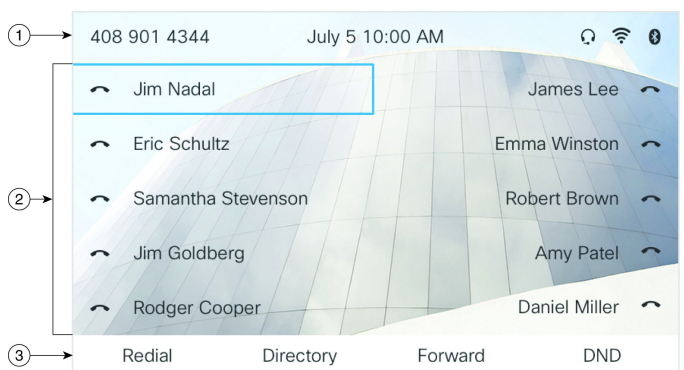 1 408 901 4344 July 5 10:00 AM
Jim Nadal James Lee
Eric Schultz Emma Winston
2 Samantha Stevenson Robert Brown
Jim Goldberg Amy Patel
Rodger Cooper Daniel Miller
3 Redial Directory Forward DND